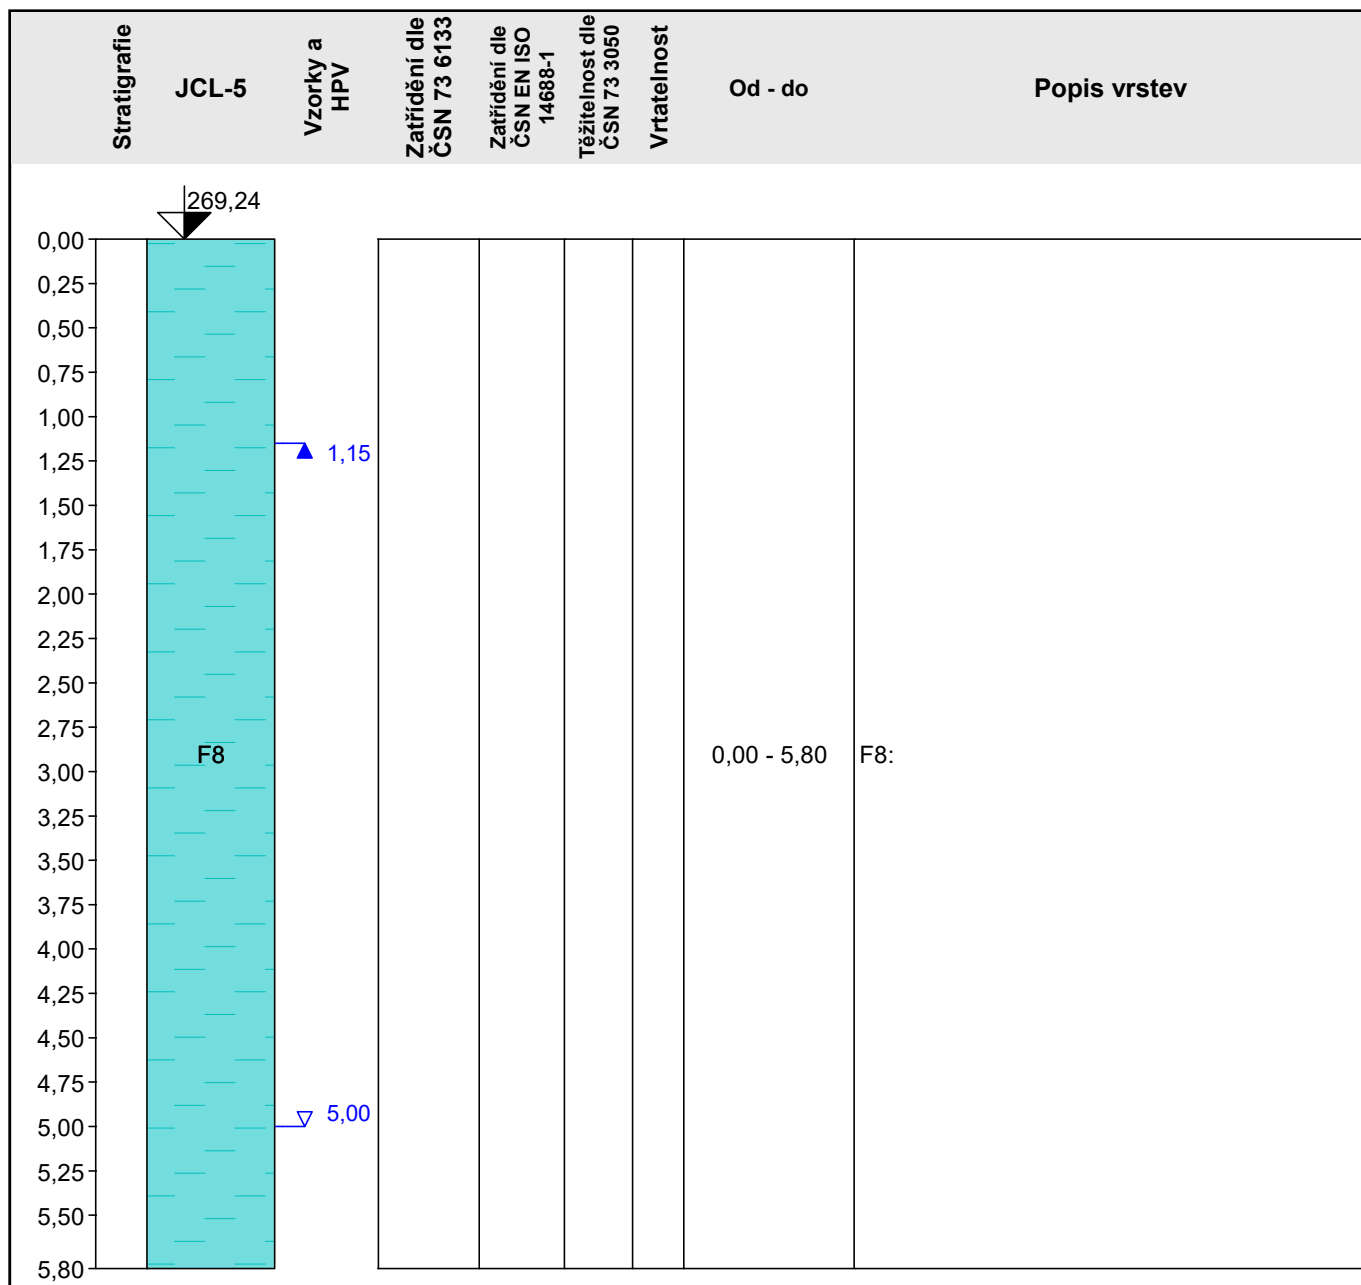 Stratigrafie
JCL-5
Vzorky a
HPV
Zatřídění dle
ČSN 73 6133
Zatřídění dle
ČSN EN ISO
14688-1
Těžitelnost dle
ČSN 73 3050
Vrtatelnost
Od - do
Popis vrstev
269,24
0,00
0,25
0,50
0,75
1,00
1,15
1,25
1,50
1,75
2,00
2,25
2,50
2,75
F8
0,00 - 5,80
F8:
3,00
3,25
3,50
3,75
4,00
4,25
4,50
4,75
5,00
5,00
5,25
5,50
5,80